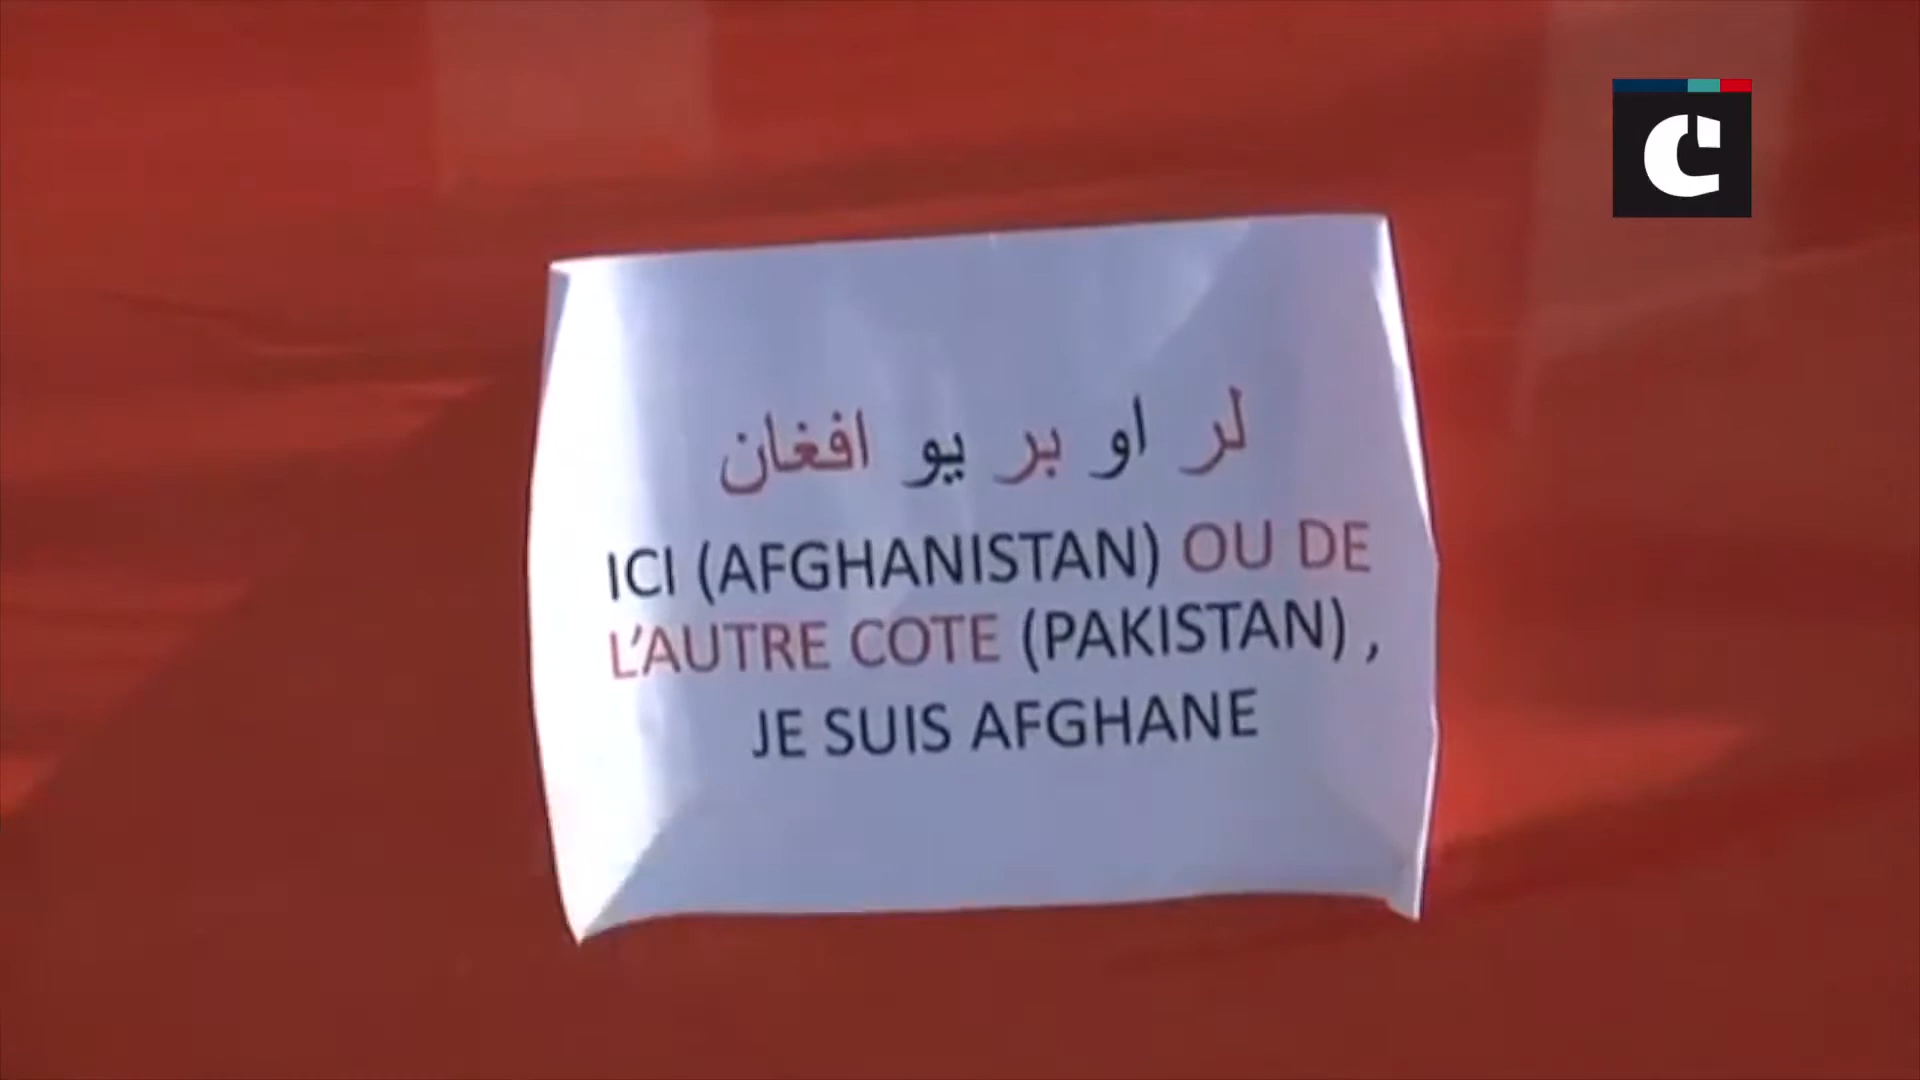 لر او بر یو افغان
ICI (AFGHANISTAN) OU DE
L'AUTRE COTE (PAKISTAN) ,
JE SUIS AFGHANE